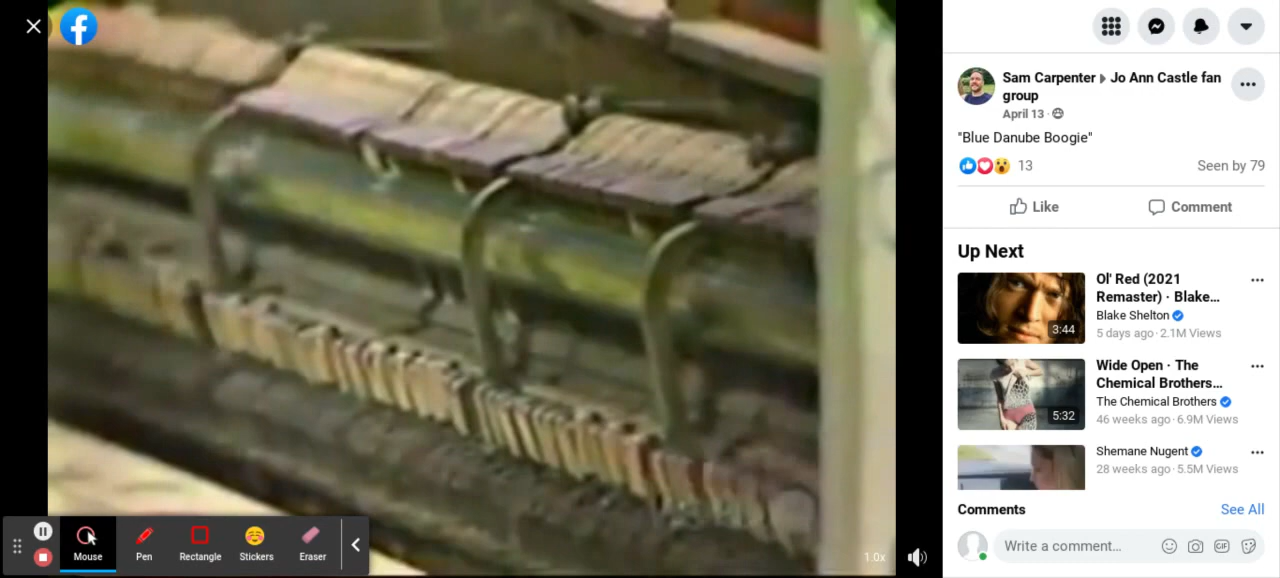 Sam Carpenter ▸ Jo Ann Castle fan
group
April 13 ·
"Blue Danube Boogie"
13
Seen by 79
Like
Comment
Up Next
Ol' Red (2021
Remaster) · Blake...
Blake Shelton
5 days ago · 2.1M Views
3:44
Wide Open · The
Chemical Brothers...
The Chemical Brothers
46 weeks ago · 6.9M Views
5:32
Shemane Nugent
28 weeks ago · 5.5M Views
Comments
See All
Write a comment...
GIF
Mouse
Pen
Rectangle
Stickers
Eraser
1.0x